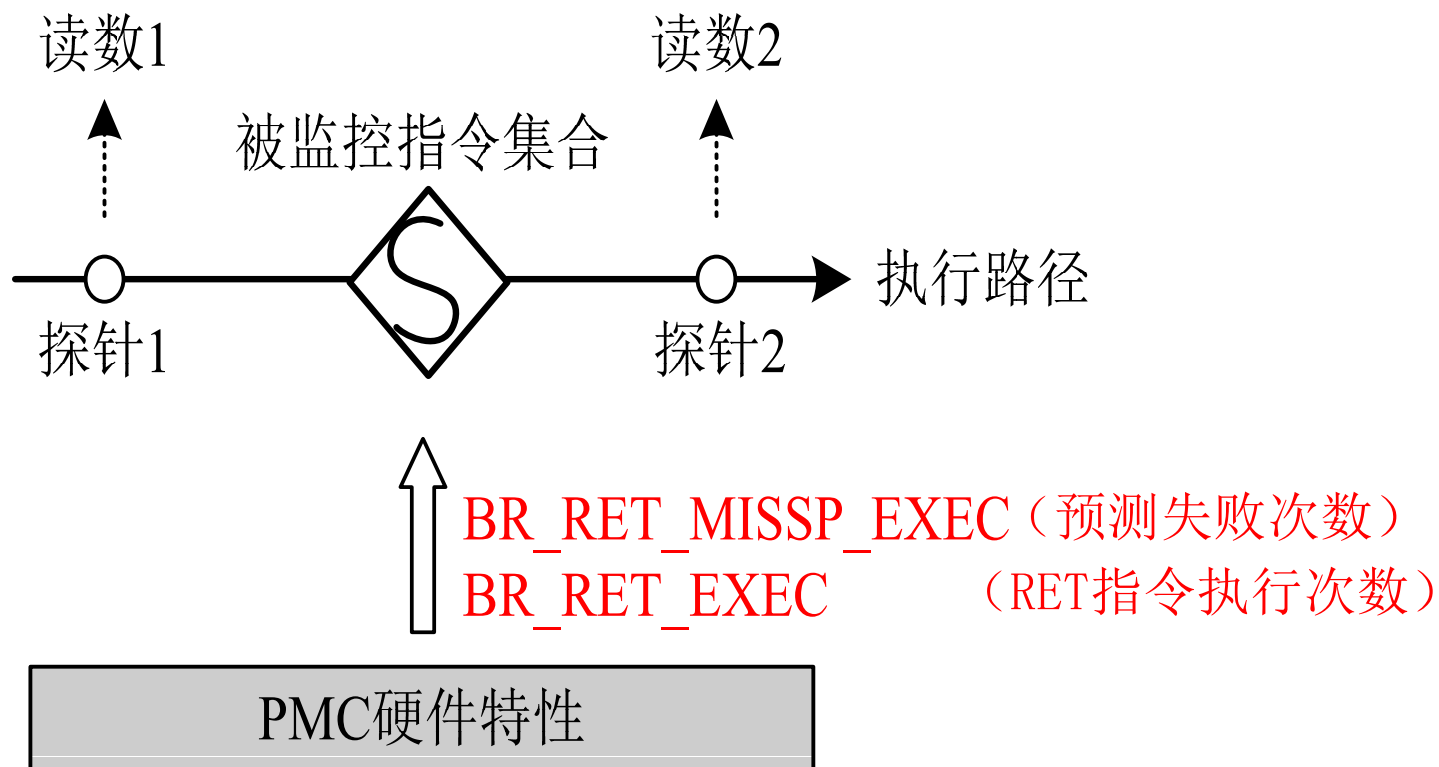 读数1 读数2
被监控指令集合
S
执行路径
探针1 探针2
BR_RET_MISSP_EXEC（预测失败次数）
BR_RET_EXEC （RET指令执行次数）
PMC硬件特性